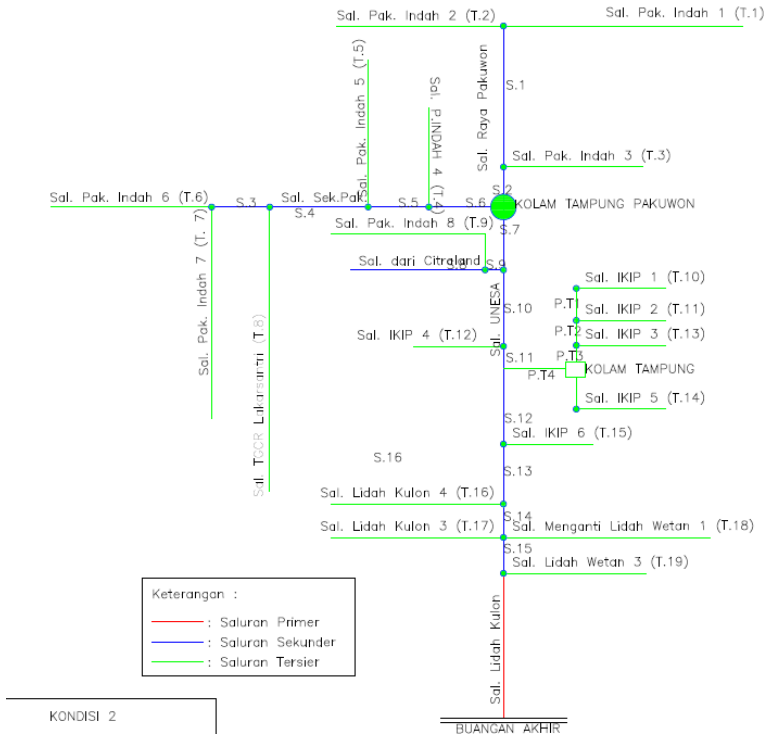 Sal. Pak. Indah 2 (T.2)
Sal. Pak. Indah 1 (T.1)
Sal. Raya Pakuwon
S.1
Sal. Pak. Indah 5 (T.5)
Sal. P.INDAH 4 (T.4)
Sal. Pak. Indah 3 (T.3)
S.2
Sal. Pak. Indah 6 (T.6)
S.3
Sal. Sek.Pak.
S.4
S.5
S.6
KOLAM TAMPUNG PAKUWON
S.7
Sal. Pak. Indah 8 (T.9)
Sal. Pak. Indah 7 (T. 7)
Sal. dari Citraland
S.8
S.9
Sal. UNESA
S.10
Sal. IKIP 1 (T.10)
P.T1
Sal. IKIP 2 (T.11)
P.T2
Sal. IKIP 4 (T.12)
Sal. IKIP 3 (T.13)
S.11
P.T3
P.T4
KOLAM TAMPUNG
Sal. TGCR Lakarsantri (T.8)
Sal. IKIP 5 (T.14)
S.12
Sal. IKIP 6 (T.15)
S.16
S.13
Sal. Lidah Kulon 4 (T.16)
S.14
Sal. Lidah Kulon 3 (T.17)
Sal. Menganti Lidah Wetan 1 (T.18)
S.15
Sal. Lidah Wetan 3 (T.19)
Keterangan :
: Saluran Primer
: Saluran Sekunder
: Saluran Tersier
Sal. Lidah Kulon
KONDISI 2
BUANGAN AKHIR